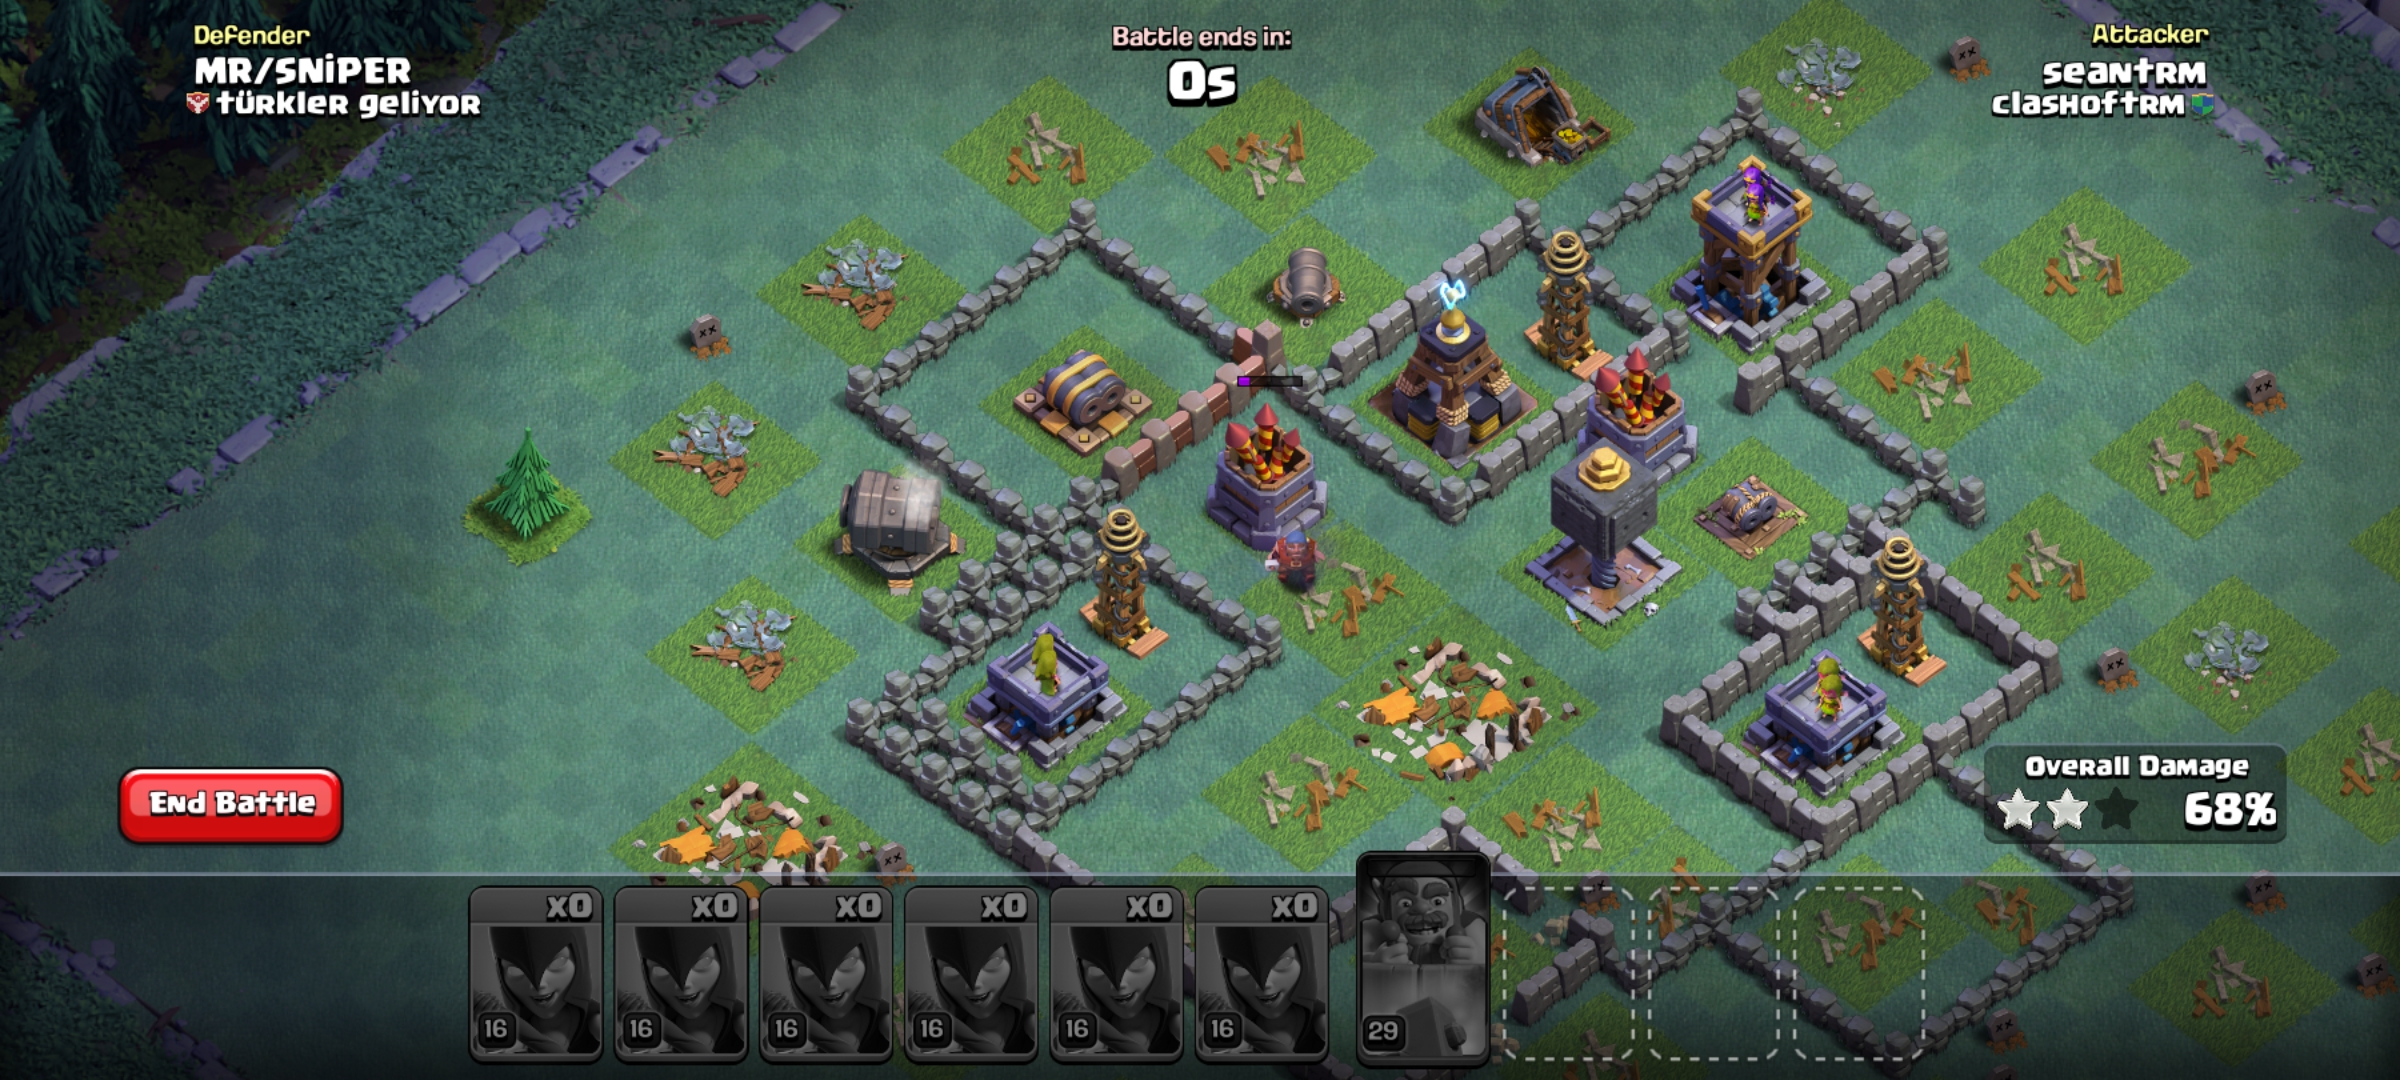 Defender
MR/SNiPER
türkler geliyor
Battle ends in:
0s
Attacker
seantRM
clashoftRM
End Battle
Overall Damage
68%
x0
x0
x0
x0
x0
x0
16
16
16
16
16
16
29